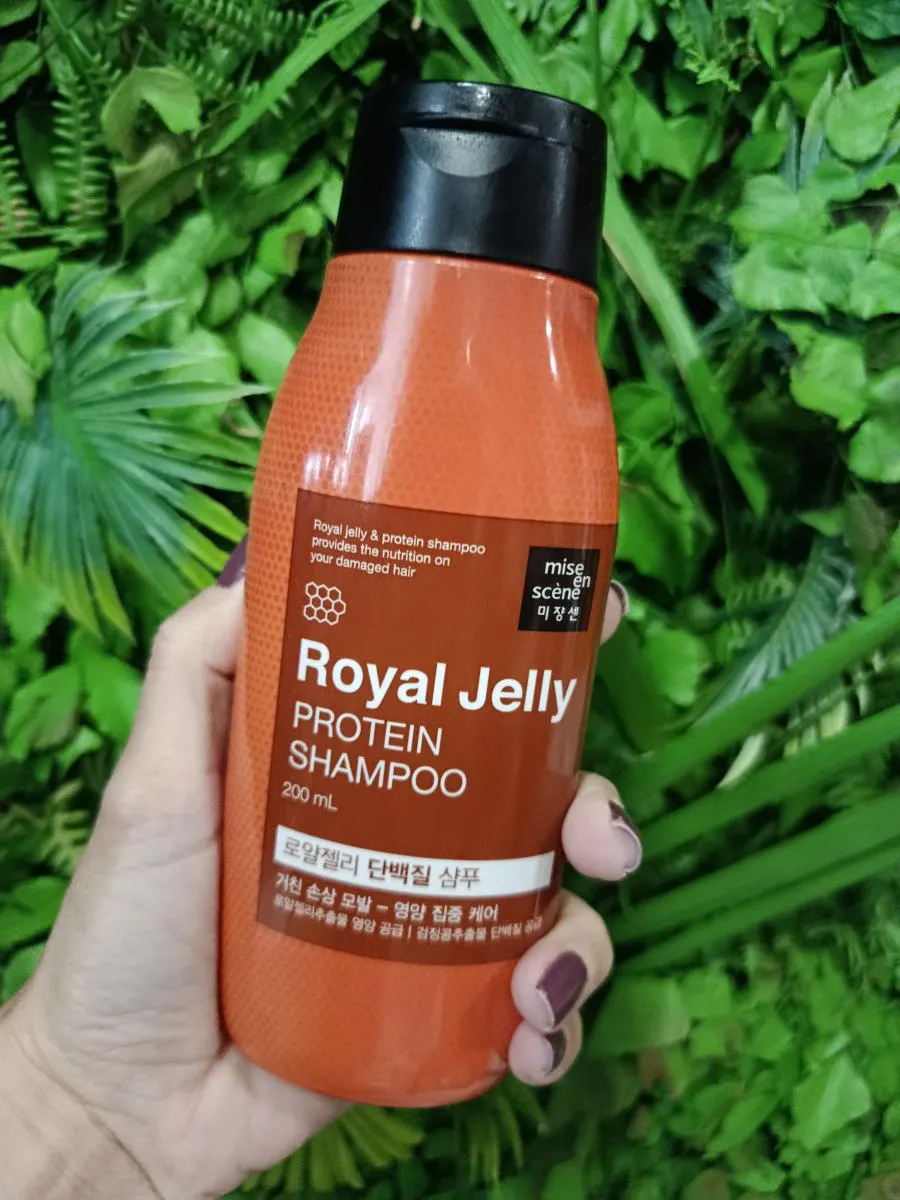 Royal jelly & protein shampoo
provides the nutrition on
your damaged hair
mise
en
scène
미쟝센
Royal Jelly
PROTEIN
SHAMPOO
200 mL
로얄젤리 단백질 샴푸
거친 손상 모발 – 영양 집중 케어
로얄젤리추출물 영양 공급 | 검정콩추출물 단백질 공급